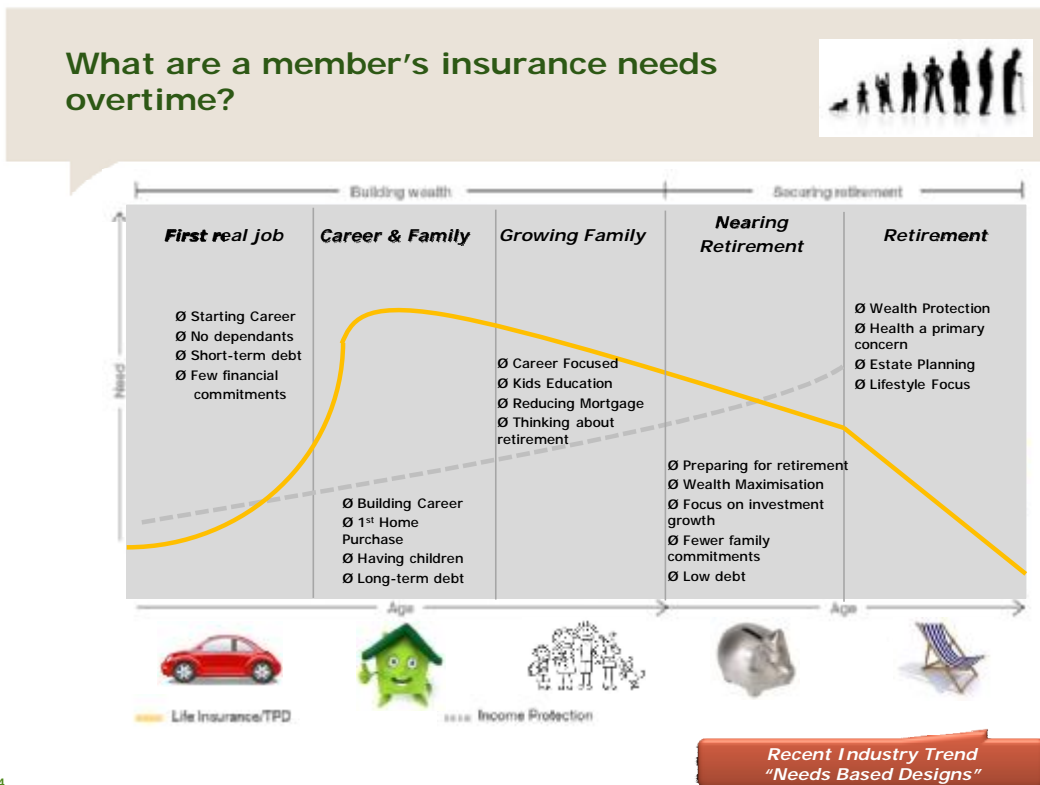 What are a member's insurance needs
overtime?
Building wealth
Securing retirement
First real job
Career & Family
Growing Family
Nearing
Retirement
Retirement
Need
Ø Starting Career
Ø No dependants
Ø Short-term debt
Ø Few financial
commitments
Ø Building Career
Ø 1st Home
Purchase
Ø Having children
Ø Long-term debt
Ø Career Focused
Ø Kids Education
Ø Reducing Mortgage
Ø Thinking about
retirement
Ø Preparing for retirement
Ø Wealth Maximisation
Ø Focus on investment
growth
Ø Fewer family
commitments
Ø Low debt
Ø Wealth Protection
Ø Health a primary
concern
Ø Estate Planning
Ø Lifestyle Focus
Age
Age
Life Insurance/TPD
Income Protection
Recent Industry Trend
"Needs Based Designs"
4